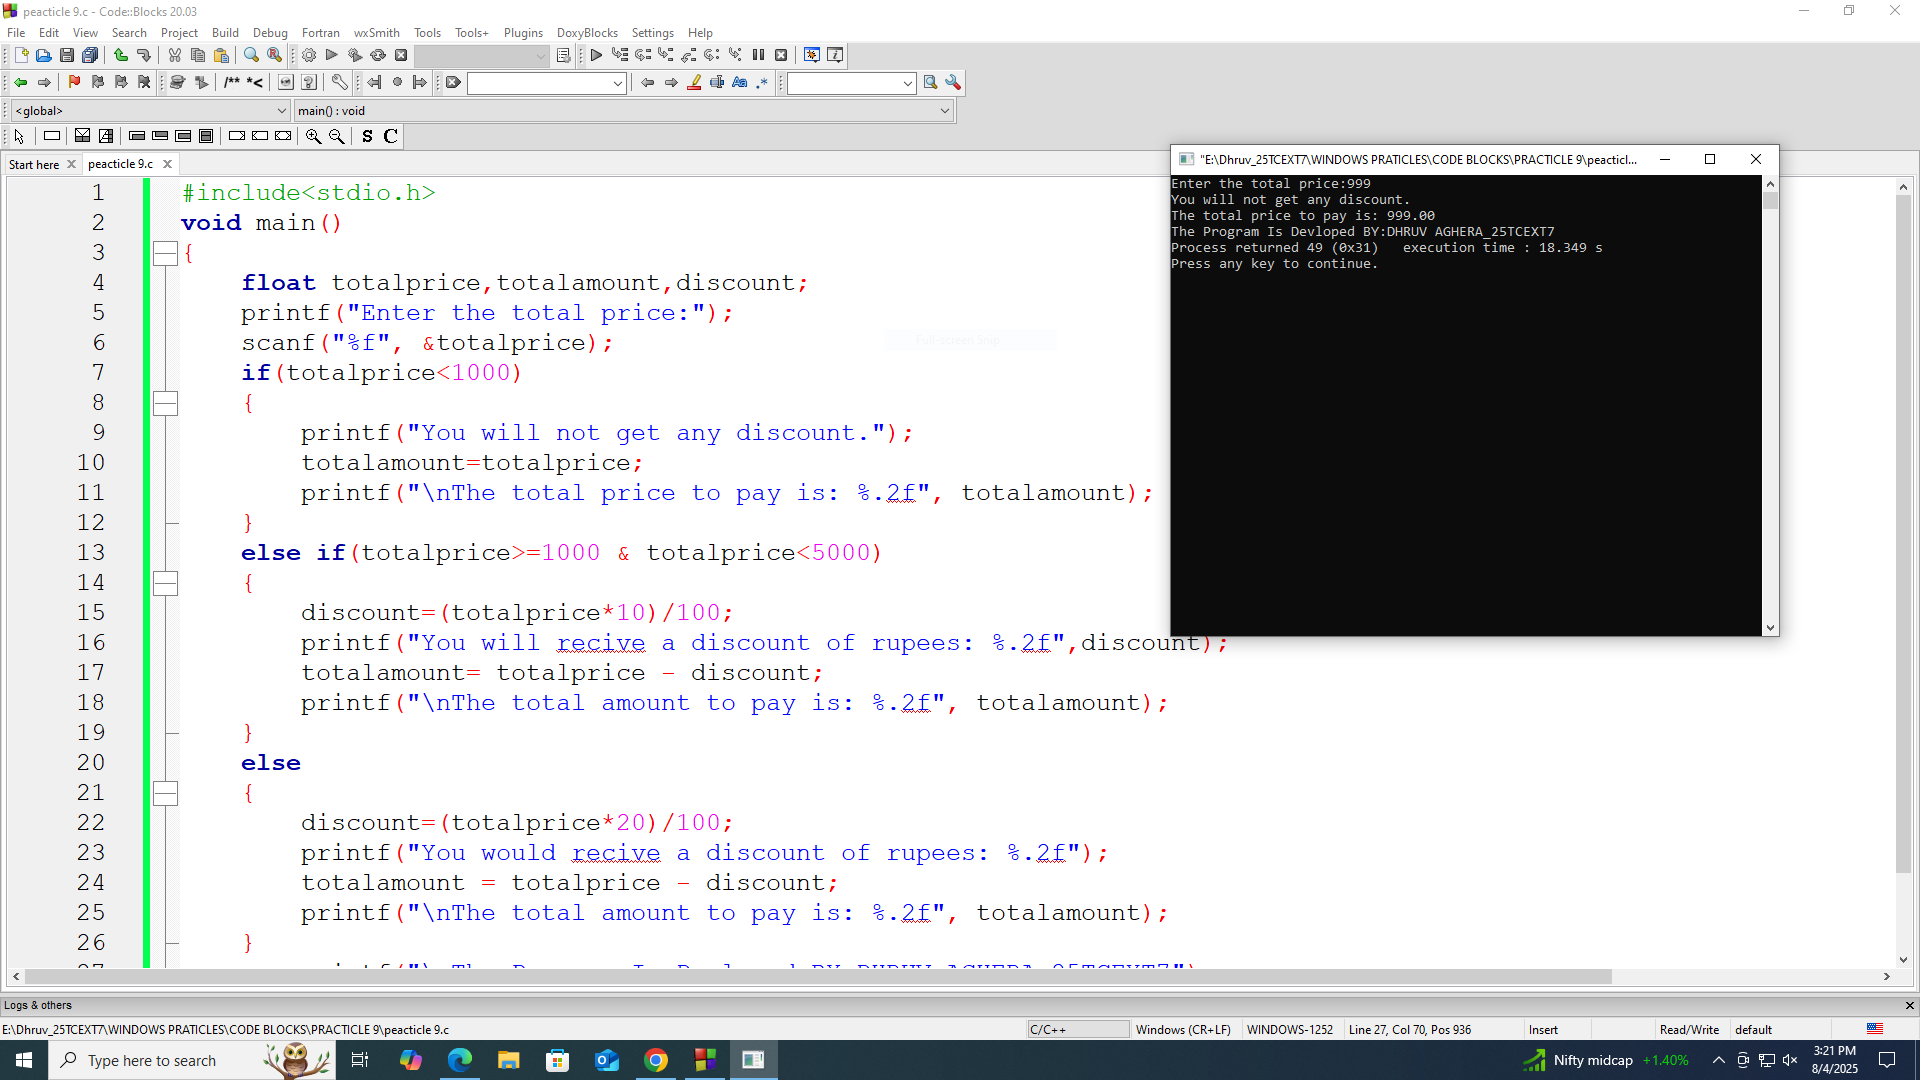 peacticle 9.c - Code::Blocks 20.03
File Edit View Search Project Build Debug Fortran wxSmith Tools Tools+ Plugins DoxyBlocks Settings Help
/** *<
Aa .*
<global> main() : void
S C
Start here peacticle 9.c
1 #include<stdio.h>
2 void main()
3 {
4 float totalprice,totalamount,discount;
5 printf("Enter the total price:");
6 scanf("%f", &totalprice);
7 if(totalprice<1000)
8 {
9 printf("You will not get any discount.");
10 totalamount=totalprice;
11 printf("\nThe total price to pay is: %.2f", totalamount);
12 }
13 else if(totalprice>=1000 & totalprice<5000)
14 {
15 discount=(totalprice*10)/100;
16 printf("You will recive a discount of rupees: %.2f",discount);
17 totalamount= totalprice - discount;
18 printf("\nThe total amount to pay is: %.2f", totalamount);
19 }
20 else
21 {
22 discount=(totalprice*20)/100;
23 printf("You would recive a discount of rupees: %.2f");
24 totalamount = totalprice - discount;
25 printf("\nThe total amount to pay is: %.2f", totalamount);
26 }
"E:\Dhruv_25TCEXT7\WINDOWS PRATICLES\CODE BLOCKS\PRACTICLE 9\peacticl...
Enter the total price:999
You will not get any discount.
The total price to pay is: 999.00
The Program Is Devloped BY:DHRUV AGHERA_25TCEXT7
Process returned 49 (0x31)   execution time : 18.349 s
Press any key to continue.
Logs & others
E:\Dhruv_25TCEXT7\WINDOWS PRATICLES\CODE BLOCKS\PRACTICLE 9\peacticle 9.c C/C++ Windows (CR+LF) WINDOWS-1252 Line 27, Col 70, Pos 936 Insert Read/Write default
Type here to search Nifty midcap +1.40% 3:21 PM
8/4/2025